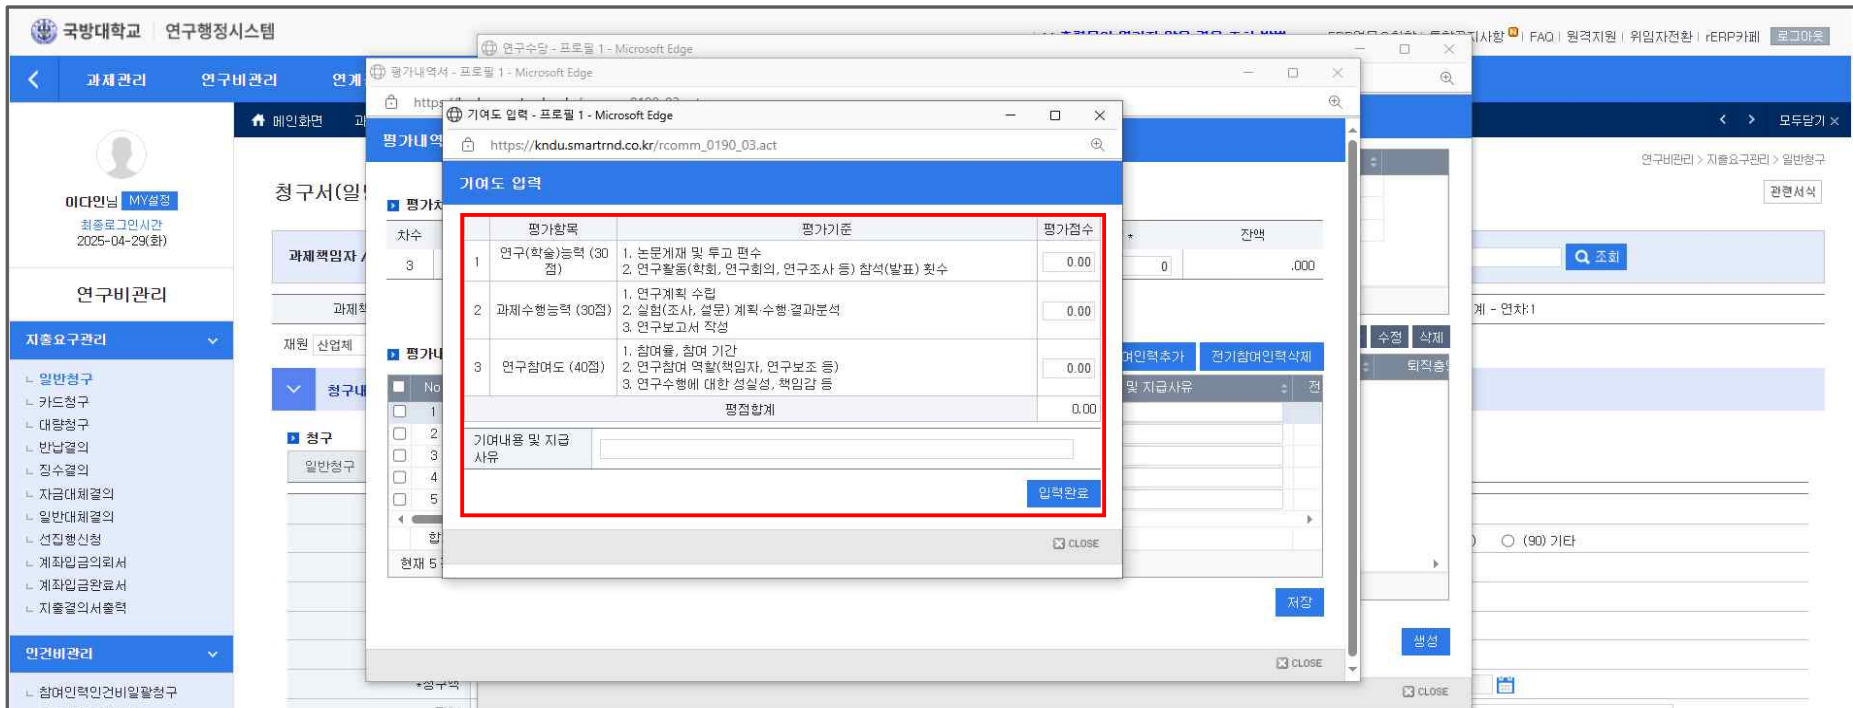 국방대학교 연구행정시스템
사항 N | FAQ | 원격지원 | 위임자전환 | rERP카페 로그아웃
연구수당 - 프로필 1 - Microsoft Edge
과제관리 연구비관리 연계
평가내역서 - 프로필 1 - Microsoft Edge
https
메인화면 과
모두닫기 ×
기여도 입력 - 프로필 1 - Microsoft Edge
https://kndu.smartrnd.co.kr/rcomm_0190_03.act
평가내역
기여도 입력
연구비관리 > 지출요구관리 > 일반청구
이다인님 MY설정
최종로그인시간
2025-04-29(화)
청구서(일
관련서식
평가차
차수 * 잔액
3 0 ,000
과제책임자 /
조회
평가항목 평가기준 평가점수
1 연구(학술)능력 (30점) 1. 논문게재 및 투고 편수
2. 연구활동(학회, 연구회의, 연구조사 등) 참석(발표) 횟수 0.00
2 과제수행능력 (30점) 1. 연구계획 수립
2. 실험(조사, 설문) 계획·수행·결과분석
3. 연구보고서 작성 0.00
3 연구참여도 (40점) 1. 참여율, 참여 기간
2. 연구참여 역할(책임자, 연구보조 등)
3. 연구수행에 대한 성실성, 책임감 등 0.00
평점합계 0.00
기여내용 및 지급
사유
입력완료
CLOSE
연구비관리
과제책
계 - 연차:1
지출요구관리
재원 산업체
평가내
여인력추가 전기참여인력삭제
수정 삭제
No 및 지급사유 전
퇴직충
일반청구
카드청구
대량청구
반납결의
징수결의
자금대체결의
일반대체결의
선집행신청
계좌입금의뢰서
계좌입금완료서
지출결의서출력
청구내
청구
일반청구
1
2
3
4
5
합
현재 5
(90) 기타
저장
생성
CLOSE
CLOSE
인건비관리
참여인력인건비일괄청구
*청구액